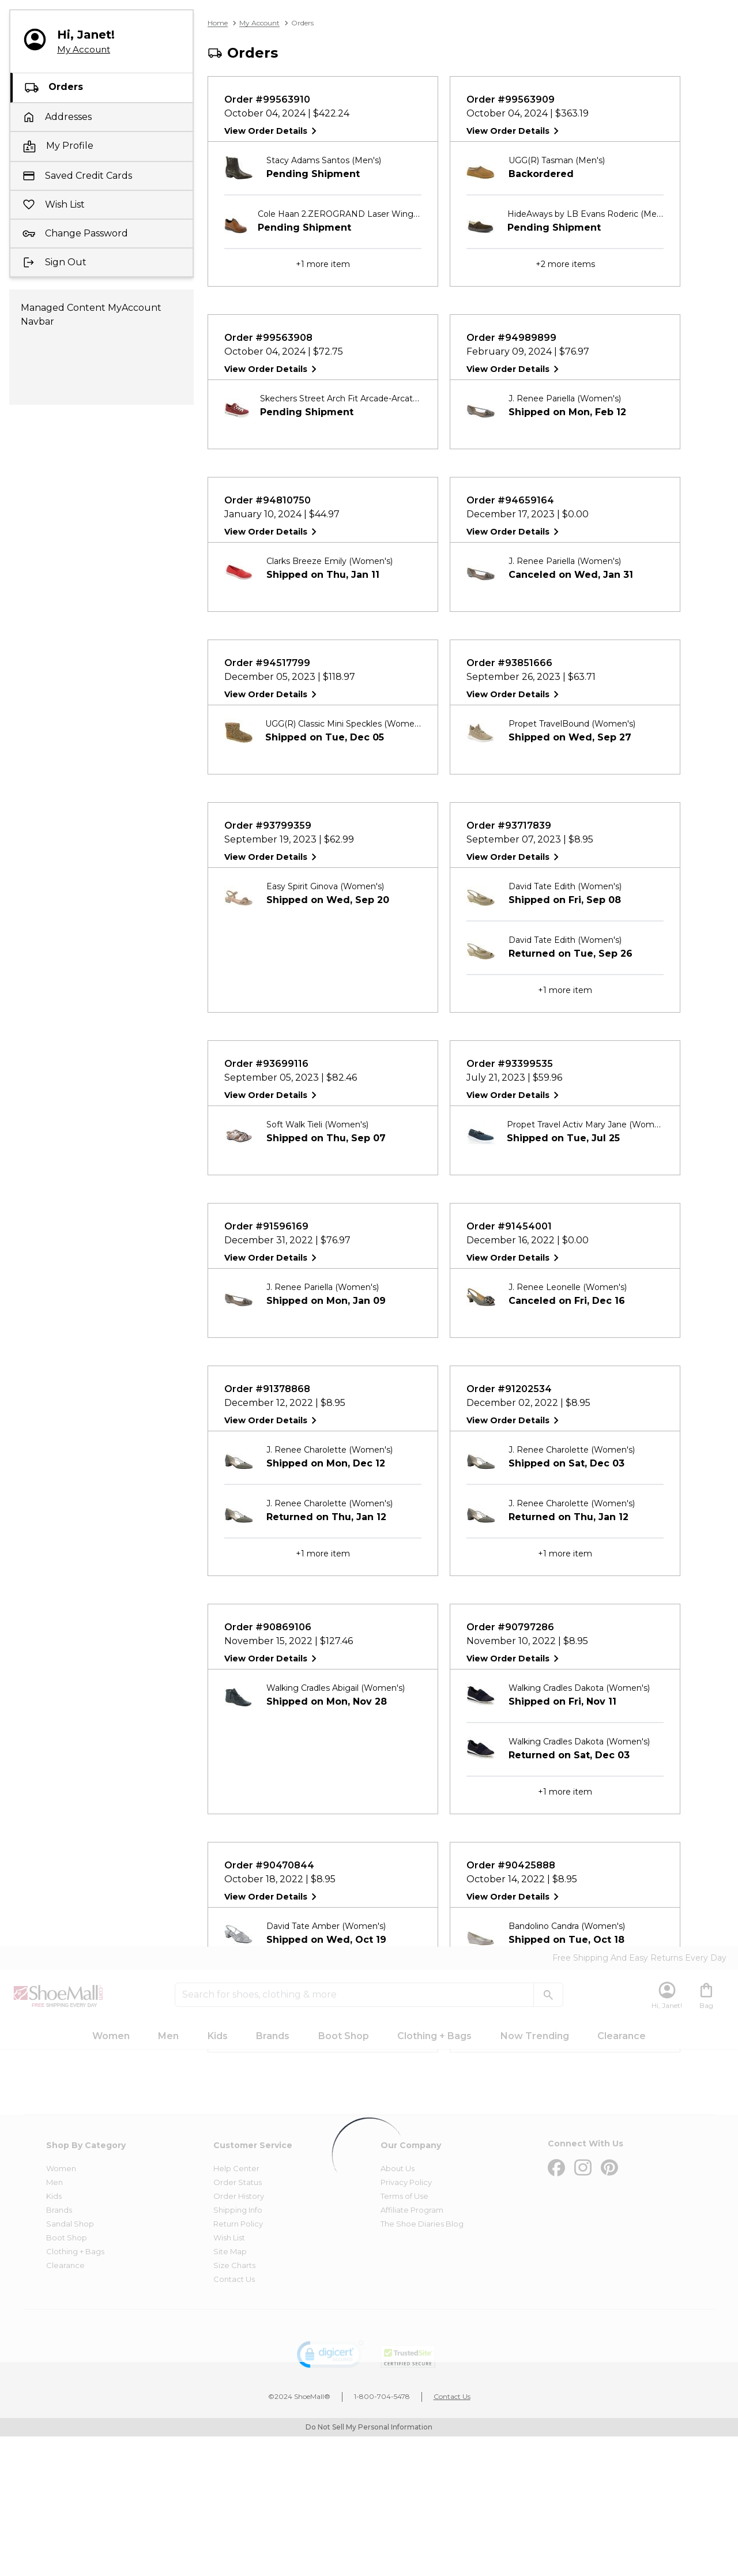 Hi, Janet!
My Account
Orders
Addresses
My Profile
Saved Credit Cards
Wish List
Change Password
Sign Out
Managed Content MyAccount
Navbar
Home > My Account > Orders
Orders
Order #99563910
October 04, 2024 | $422.24
View Order Details
Stacy Adams Santos (Men's)
Pending Shipment
Cole Haan 2.ZEROGRAND Laser Wing...
Pending Shipment
+1 more item
Order #99563909
October 04, 2024 | $363.19
View Order Details
UGG(R) Tasman (Men's)
Backordered
HideAways by LB Evans Roderic (Me...
Pending Shipment
+2 more items
Order #99563908
October 04, 2024 | $72.75
View Order Details
Skechers Street Arch Fit Arcade-Arcat...
Pending Shipment
Order #94989899
February 09, 2024 | $76.97
View Order Details
J. Renee Pariella (Women's)
Shipped on Mon, Feb 12
Order #94810750
January 10, 2024 | $44.97
View Order Details
Clarks Breeze Emily (Women's)
Shipped on Thu, Jan 11
Order #94659164
December 17, 2023 | $0.00
View Order Details
J. Renee Pariella (Women's)
Canceled on Wed, Jan 31
Order #94517799
December 05, 2023 | $118.97
View Order Details
UGG(R) Classic Mini Speckles (Wome...
Shipped on Tue, Dec 05
Order #93851666
September 26, 2023 | $63.71
View Order Details
Propet TravelBound (Women's)
Shipped on Wed, Sep 27
Order #93799359
September 19, 2023 | $62.99
View Order Details
Easy Spirit Ginova (Women's)
Shipped on Wed, Sep 20
Order #93717839
September 07, 2023 | $8.95
View Order Details
David Tate Edith (Women's)
Shipped on Fri, Sep 08
David Tate Edith (Women's)
Returned on Tue, Sep 26
+1 more item
Order #93699116
September 05, 2023 | $82.46
View Order Details
Soft Walk Tieli (Women's)
Shipped on Thu, Sep 07
Order #93399535
July 21, 2023 | $59.96
View Order Details
Propet Travel Activ Mary Jane (Wom...
Shipped on Tue, Jul 25
Order #91596169
December 31, 2022 | $76.97
View Order Details
J. Renee Pariella (Women's)
Shipped on Mon, Jan 09
Order #91454001
December 16, 2022 | $0.00
View Order Details
J. Renee Leonelle (Women's)
Canceled on Fri, Dec 16
Order #91378868
December 12, 2022 | $8.95
View Order Details
J. Renee Charolette (Women's)
Shipped on Mon, Dec 12
J. Renee Charolette (Women's)
Returned on Thu, Jan 12
+1 more item
Order #91202534
December 02, 2022 | $8.95
View Order Details
J. Renee Charolette (Women's)
Shipped on Sat, Dec 03
J. Renee Charolette (Women's)
Returned on Thu, Jan 12
+1 more item
Order #90869106
November 15, 2022 | $127.46
View Order Details
Walking Cradles Abigail (Women's)
Shipped on Mon, Nov 28
Order #90797286
November 10, 2022 | $8.95
View Order Details
Walking Cradles Dakota (Women's)
Shipped on Fri, Nov 11
Walking Cradles Dakota (Women's)
Returned on Sat, Dec 03
+1 more item
Order #90470844
October 18, 2022 | $8.95
View Order Details
David Tate Amber (Women's)
Shipped on Wed, Oct 19
Order #90425888
October 14, 2022 | $8.95
View Order Details
Bandolino Candra (Women's)
Shipped on Tue, Oct 18
Free Shipping And Easy Returns Every Day
ShoeMall
FREE SHIPPING EVERY DAY
Search for shoes, clothing & more
Hi, Janet!
Bag
Women Men Kids Brands Boot Shop Clothing + Bags Now Trending Clearance
Shop By Category
Women
Men
Kids
Brands
Sandal Shop
Boot Shop
Clothing + Bags
Clearance
Customer Service
Help Center
Order Status
Order History
Shipping Info
Return Policy
Wish List
Site Map
Size Charts
Contact Us
Our Company
About Us
Privacy Policy
Terms of Use
Affiliate Program
The Shoe Diaries Blog
Connect With Us
digicert
TrustedSite
CERTIFIED SECURE
©2024 ShoeMall® | 1-800-704-5478 | Contact Us
Do Not Sell My Personal Information